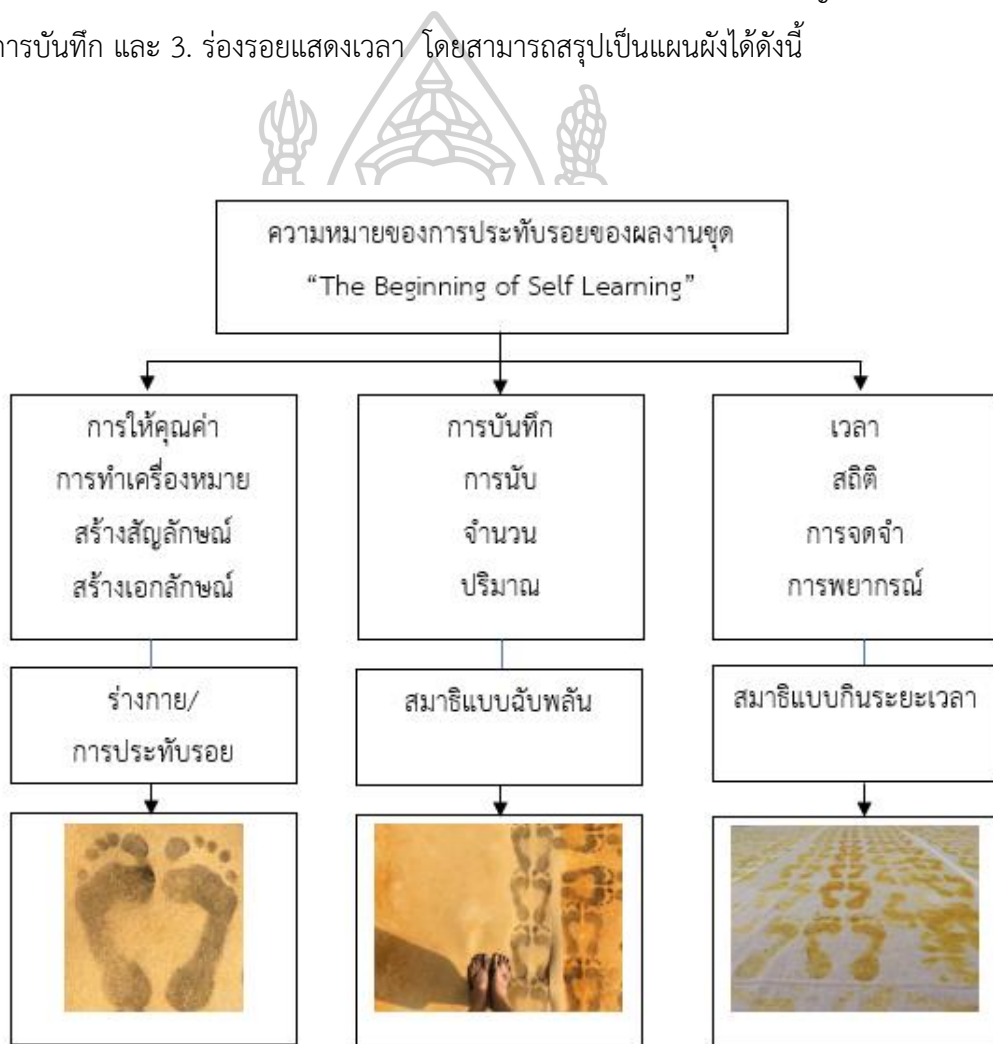 การบันทึก และ 3. ร่องรอยแสดงเวลา โดยสามารถสรุปเป็นแผนผังได้ดังนี้
ความหมายของการประทับรอยของผลงานชุด
“The Beginning of Self Learning”
การให้คุณค่า
การทำเครื่องหมาย
สร้างสัญลักษณ์
สร้างเอกลักษณ์
การบันทึก
การนับ
จำนวน
ปริมาณ
เวลา
สถิติ
การจดจำ
การพยากรณ์
ร่างกาย/
การประทับรอย
สมาธิแบบฉับพลัน
สมาธิแบบกินระยะเวลา